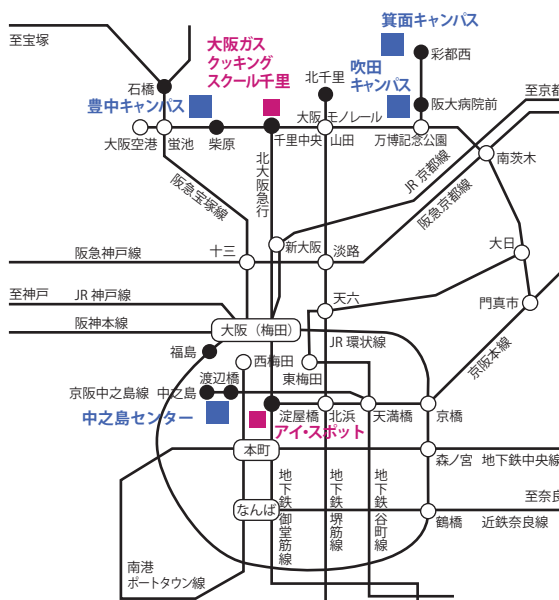 箕面キャンパス
至宝塚
大阪ガス
クッキング
スクール千里
彩都西
吹田
キャンパス
北千里
石橋
至京都
豊中キャンパス
阪大病院前
大阪モノレール
大阪空港
蛍池
柴原
千里中央
山田
万博記念公園
南茨木
北大阪急行
JR 京都線
阪急宝塚線
阪急京都線
十三
新大阪
淡路
大日
阪急神戸線
至神戸
JR 神戸線
天六
門真市
阪神本線
大阪（梅田）
JR 環状線
福島
西梅田
東梅田
京阪本線
渡辺橋
京阪中之島線
中之島
中之島センター
淀屋橋
北浜
天満橋
京橋
アイ・スポット
本町
森ノ宮
地下鉄中央線
地下鉄御堂筋線
地下鉄堺筋線
地下鉄谷町線
至奈良
なんば
鶴橋
近鉄奈良線
南港
ポートタウン線